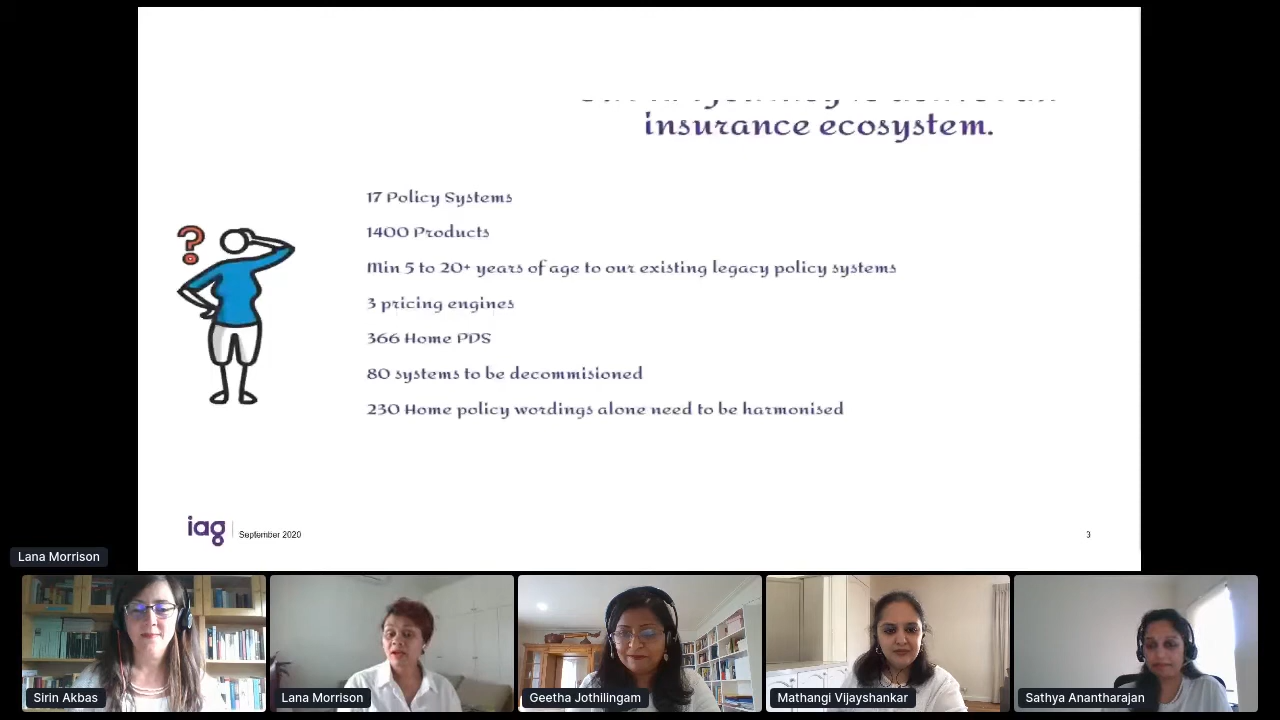 insurance ecosystem.
17 Policy Systems
1400 Products
Min 5 to 20+ years of age to our existing legacy policy systems
3 pricing engines
366 Home PDS
80 systems to be decommisioned
230 Home policy wordings alone need to be harmonised
?
iag
September 2020
3
Lana Morrison
Sirin Akbas
Lana Morrison
Geetha Jothilingam
Mathangi Vijayshankar
Sathya Anantharajan